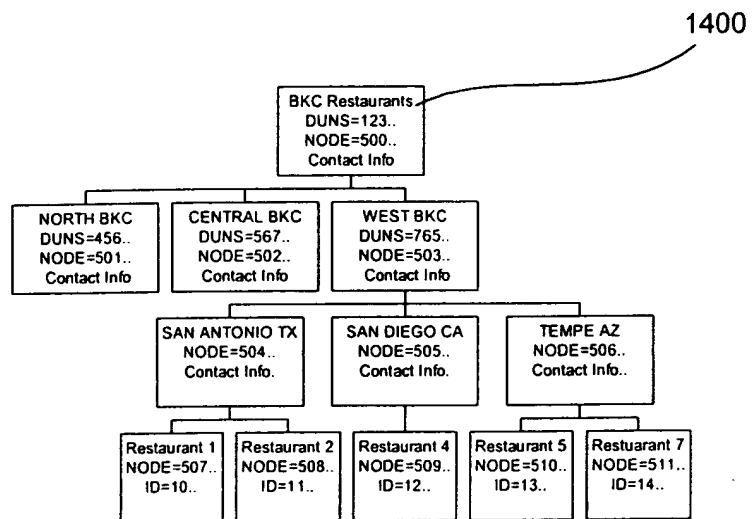 1400
BKC Restaurants
DUNS=123..
NODE=500..
Contact Info
NORTH BKC
DUNS=456..
NODE=501..
Contact Info
CENTRAL BKC
DUNS=567..
NODE=502..
Contact Info
WEST BKC
DUNS=765..
NODE=503..
Contact Info
SAN ANTONIO TX
NODE=504..
Contact Info.
SAN DIEGO CA
NODE=505..
Contact Info.
TEMPE AZ
NODE=506..
Contact Info..
Restaurant 1
NODE=507..
ID=10..
Restaurant 2
NODE=508..
ID=11..
Restaurant 4
NODE=509..
ID=12..
Restaurant 5
NODE=510..
ID=13..
Restuarant 7
NODE=511..
ID=14..